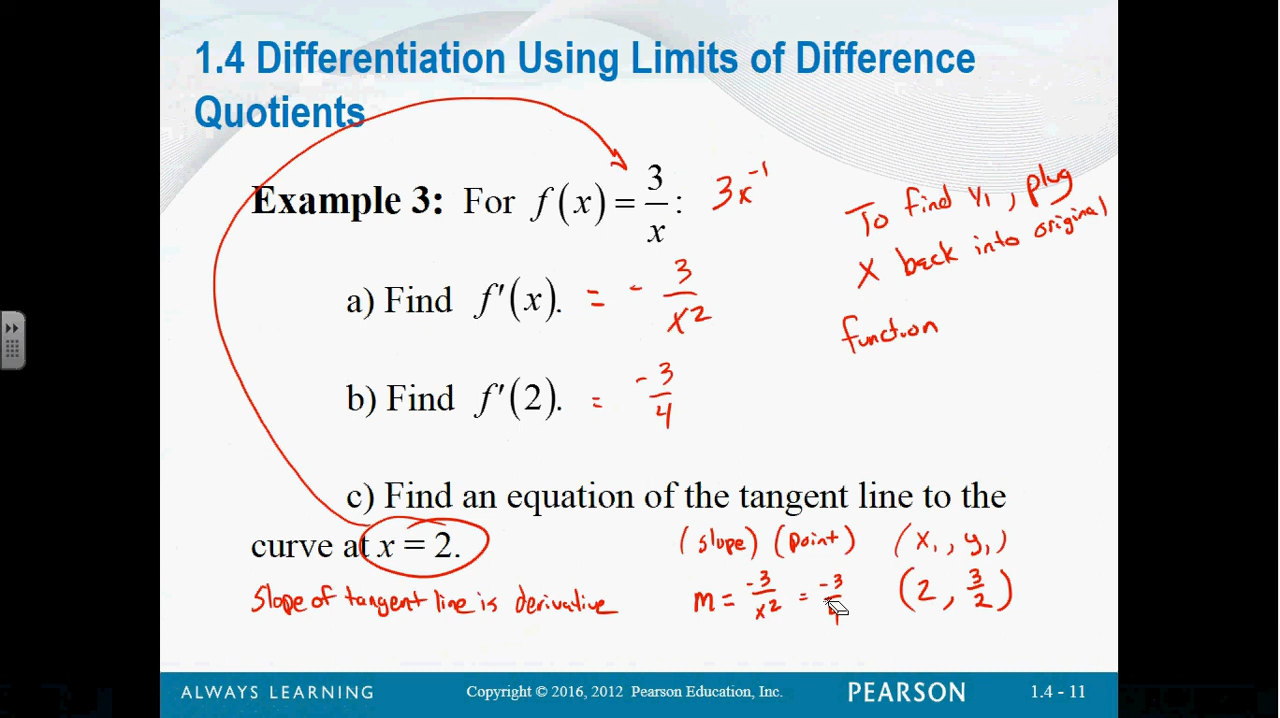 1.4 Differentiation Using Limits of Difference
Quotients
Example 3: For f(x) = 3/x : 3x⁻¹
To find y₁, plug
x back into original
function
a) Find f′(x). = - 3/x²
b) Find f′(2). = -3/4
c) Find an equation of the tangent line to the
curve at x = 2.
(slope) (point) (x₁, y₁)
Slope of tangent line is derivative
m = -3/x² = -3/4 (2, 3/2)
ALWAYS LEARNING
Copyright © 2016, 2012 Pearson Education, Inc.
PEARSON
1.4 - 11